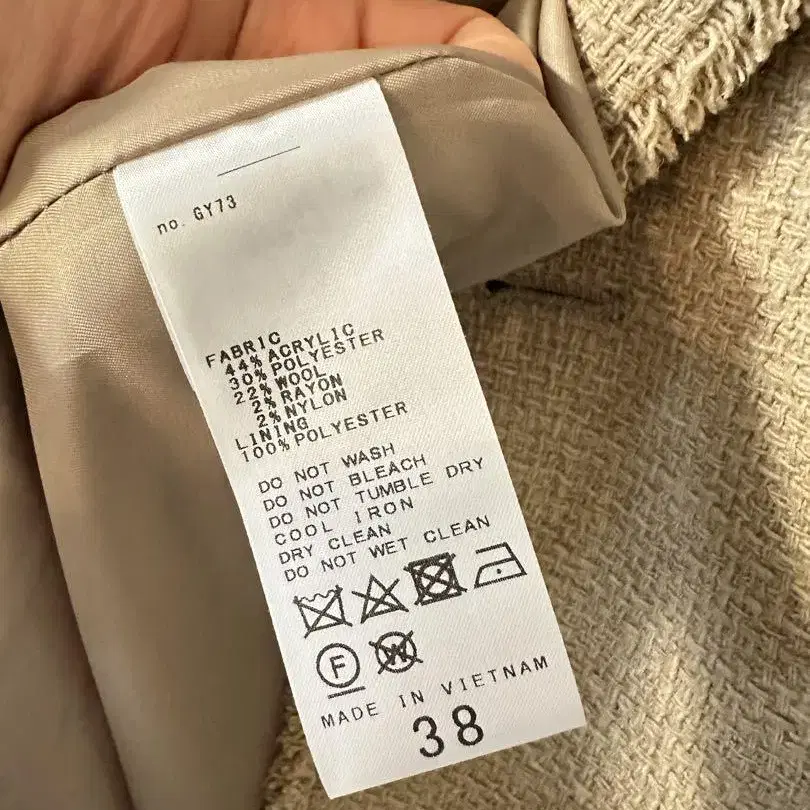 no. GY73
FABRIC
44% ACRYLIC
30% POLYESTER
22% WOOL
2% RAYON
2% NYLON
LINING
100% POLYESTER
DO NOT WASH
DO NOT BLEACH
DO NOT TUMBLE DRY
COOL IRON
DRY CLEAN
DO NOT WET CLEAN
F W
MADE IN VIETNAM
38